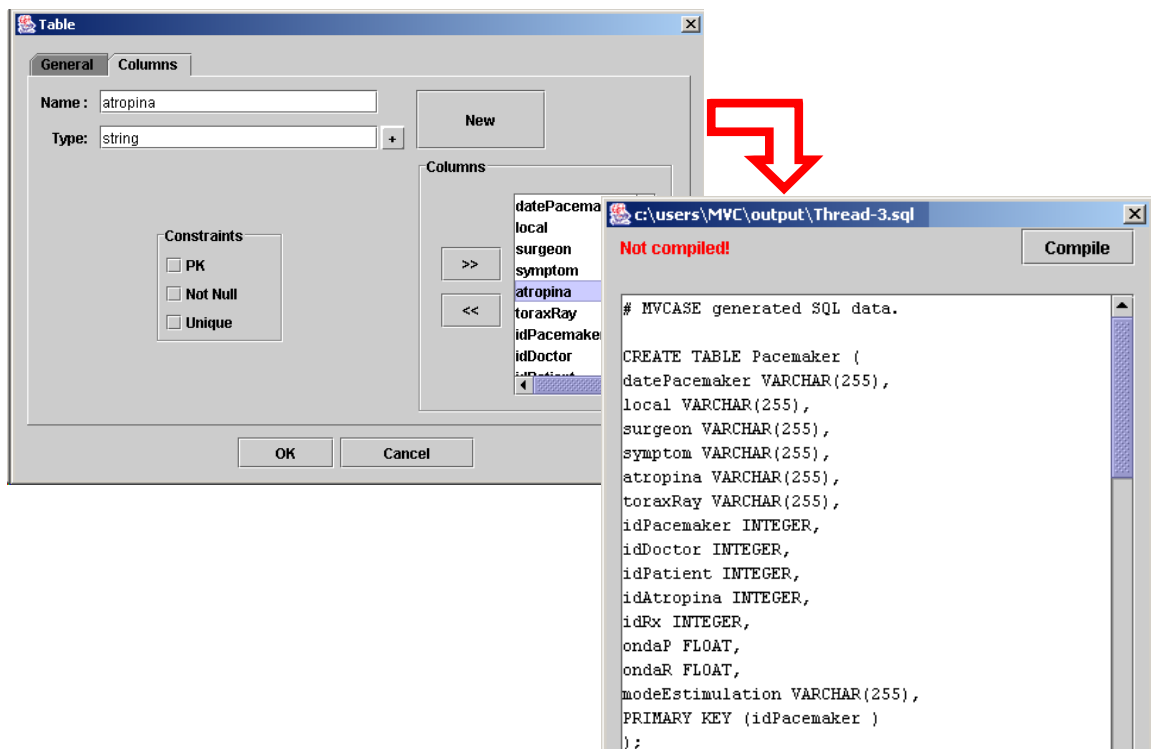 Table
General Columns
Name : atropina
New
Type: string +
Columns
datePacema
local
surgeon
symptom
atropina
toraxRay
idPacemake
idDoctor
Constraints
PK
Not Null
Unique
>>
<<
OK Cancel
c:\users\MVC\output\Thread-3.sql
Not compiled! Compile
# MVCASE generated SQL data.
CREATE TABLE Pacemaker (
datePacemaker VARCHAR(255),
local VARCHAR(255),
surgeon VARCHAR(255),
symptom VARCHAR(255),
atropina VARCHAR(255),
toraxRay VARCHAR(255),
idPacemaker INTEGER,
idDoctor INTEGER,
idPatient INTEGER,
idAtropina INTEGER,
idRx INTEGER,
ondaP FLOAT,
ondaR FLOAT,
modeEstimulation VARCHAR(255),
PRIMARY KEY (idPacemaker )
);